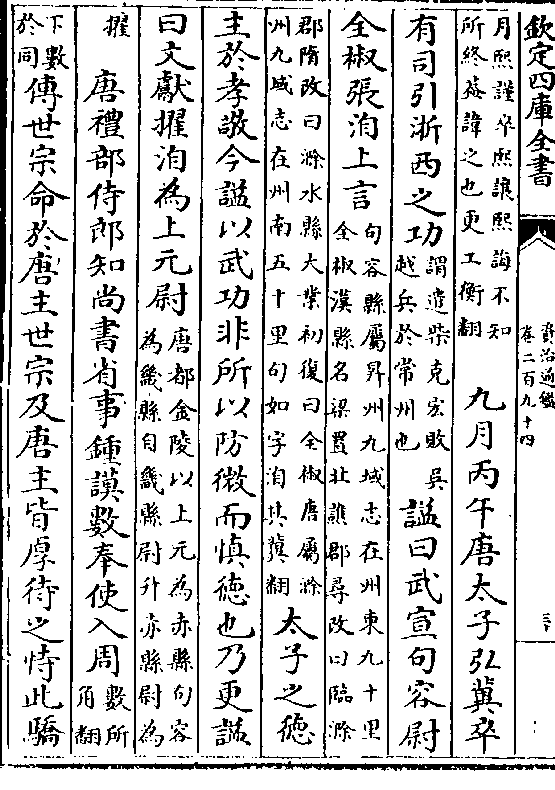 欽定四庫全書
資治通鑑
卷二百九十四
三十
月熙謹卒熙讓熙誨不知
所終蓋諱之也更工衡翻
九月丙午唐太子弘冀卒
有司引浙西之功
謂遣柴克宏敗吳
越兵於常州也
諡曰武宣句容尉
全椒張洎上言
句容縣屬昇州九域志在州東九十里
全椒漢縣名梁置北譙郡尋改曰臨滁
郡隋改曰滁水縣大業初復曰全椒唐屬滁
州九域志在州南五十里句如字洎其冀翻
太子之德
主於孝敬今諡以武功非所以防微而慎德也乃更諡
曰文獻擢洎為上元尉
唐都金陵以上元為赤縣句容
為畿縣自畿縣尉升赤縣尉為
擢
唐禮部侍郎知尚書省事鍾謨數奉使入周
數所
角翻
下數
於同
傳世宗命於唐主世宗及唐主皆厚待之恃此驕